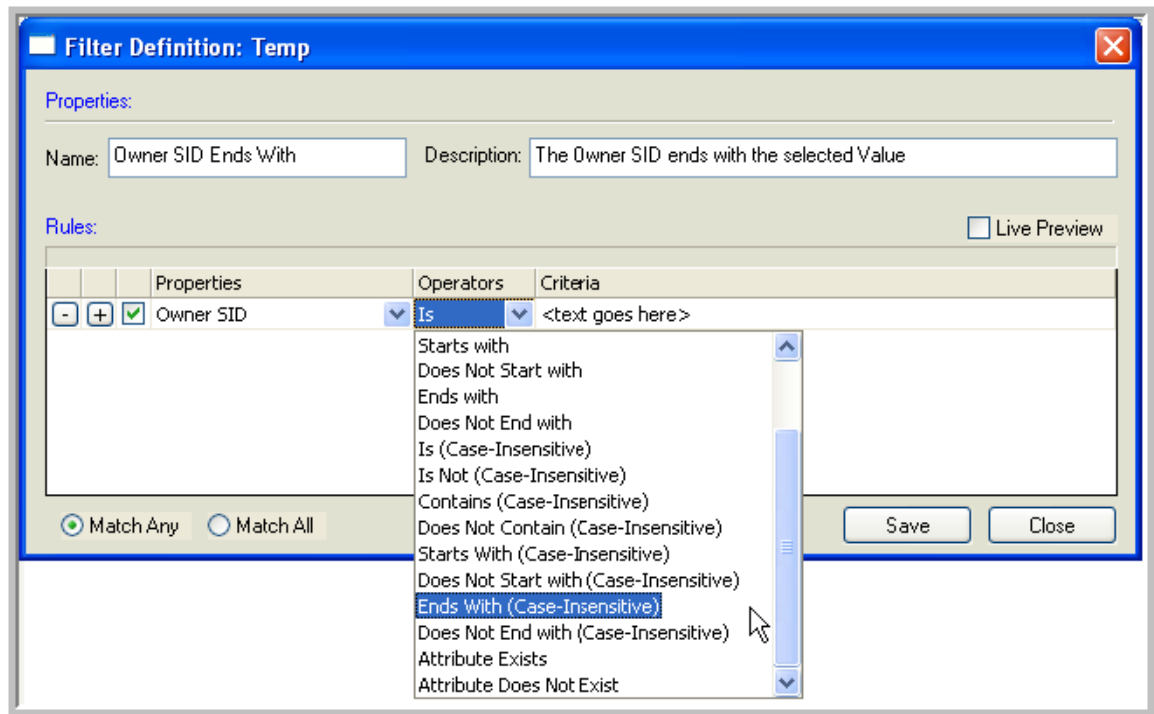 Filter Definition: Temp
Properties:
Name: Owner SID Ends With Description: The Owner SID ends with the selected Value
Rules: Live Preview
Properties Operators Criteria
- + Owner SID Is <text goes here>
Starts with
Does Not Start with
Ends with
Does Not End with
Is (Case-Insensitive)
Is Not (Case-Insensitive)
Contains (Case-Insensitive)
Does Not Contain (Case-Insensitive)
Starts With (Case-Insensitive)
Does Not Start with (Case-Insensitive)
Ends With (Case-Insensitive)
Does Not End with (Case-Insensitive)
Attribute Exists
Attribute Does Not Exist
Match Any Match All Save Close